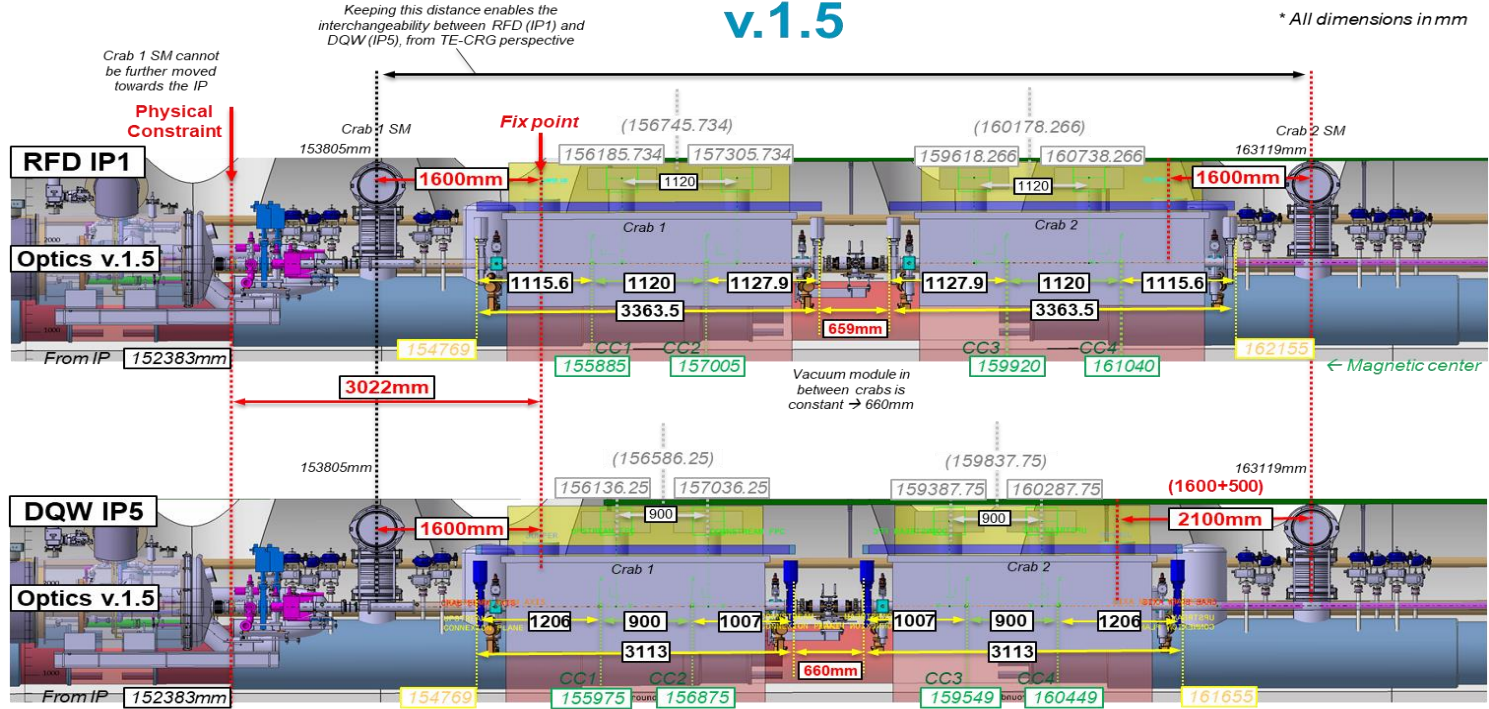 Keeping this distance enables the
interchangeability between RFD (IP1) and
DQW (IP5), from TE-CRG perspective
v.1.5
* All dimensions in mm
Crab 1 SM cannot
be further moved
towards the IP
Physical
Constraint
Crab 1 SM
153805mm
Fix point
(156745.734)
156185.734
157305.734
(160178.266)
159618.266
160738.266
Crab 2 SM
163119mm
RFD IP1
1600mm
1120
1120
1600mm
Crab 1
Crab 2
2000
Optics v.1.5
1115.6
1120
1127.9
1127.9
1120
1115.6
3363.5
659mm
3363.5
1000
From IP
152383mm
154769
CC1
CC2
155885
157005
CC3
CC4
159920
161040
162155
← Magnetic center
3022mm
Vacuum module in
between crabs is
constant → 660mm
153805mm
(156586.25)
156136.25
157036.25
(159837.75)
159387.75
160287.75
163119mm
(1600+500)
DQW IP5
1600mm
900
900
2100mm
Crab 1
Crab 2
2000
Optics v.1.5
1206
900
1007
1007
900
1206
3113
660mm
3113
1000
From IP
152383mm
154769
CC1
CC2
155975
156875
CC3
CC4
159549
160449
161655